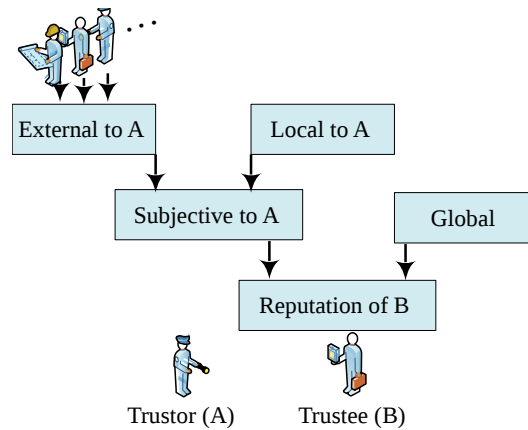 External to A
Local to A
Subjective to A
Global
Reputation of B
Trustor (A)
Trustee (B)